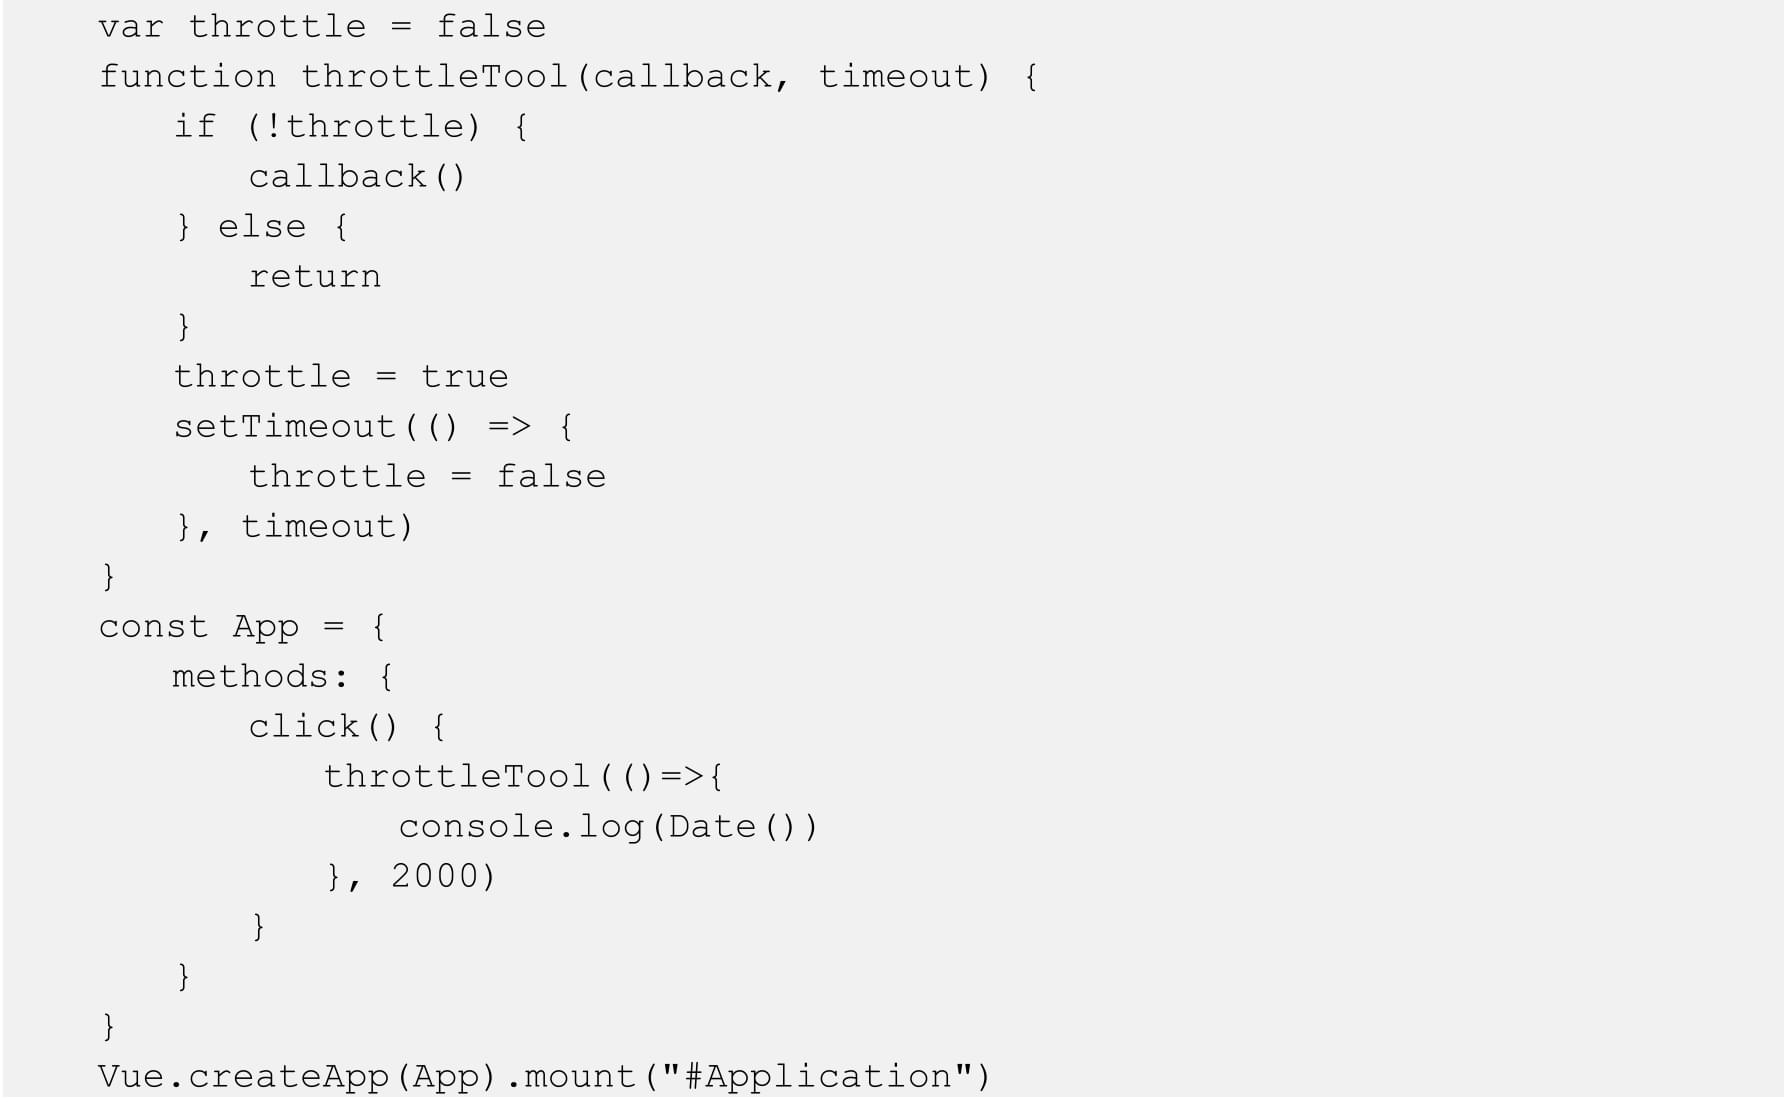 var throttle = false
function throttleTool(callback, timeout) {
    if (!throttle) {
        callback()
    } else {
        return
    }
    throttle = true
    setTimeout(() => {
        throttle = false
    }, timeout)
}
const App = {
    methods: {
        click() {
            throttleTool(()=>{
                console.log(Date())
            }, 2000)
        }
    }
}
Vue.createApp(App).mount("#Application")